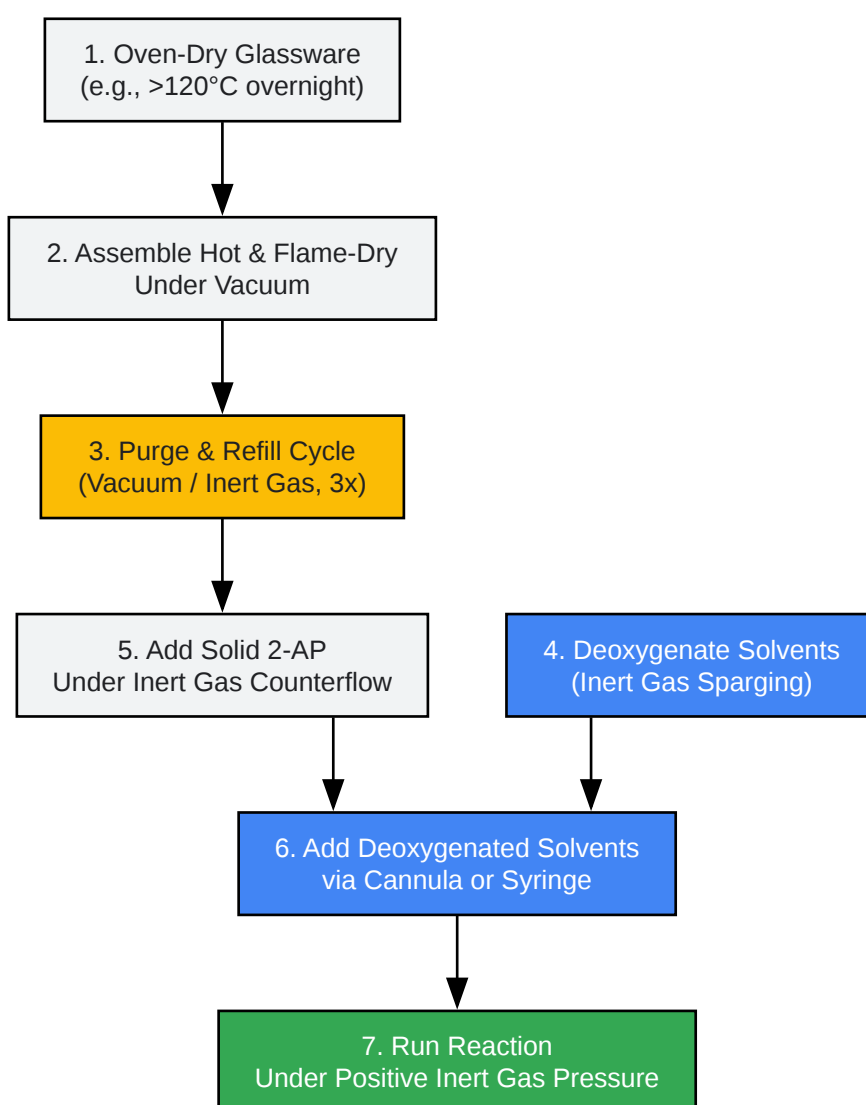 1. Oven-Dry Glassware
(e.g., >120°C overnight)
2. Assemble Hot & Flame-Dry
Under Vacuum
3. Purge & Refill Cycle
(Vacuum / Inert Gas, 3x)
5. Add Solid 2-AP
Under Inert Gas Counterflow
4. Deoxygenate Solvents
(Inert Gas Sparging)
6. Add Deoxygenated Solvents
via Cannula or Syringe
7. Run Reaction
Under Positive Inert Gas Pressure